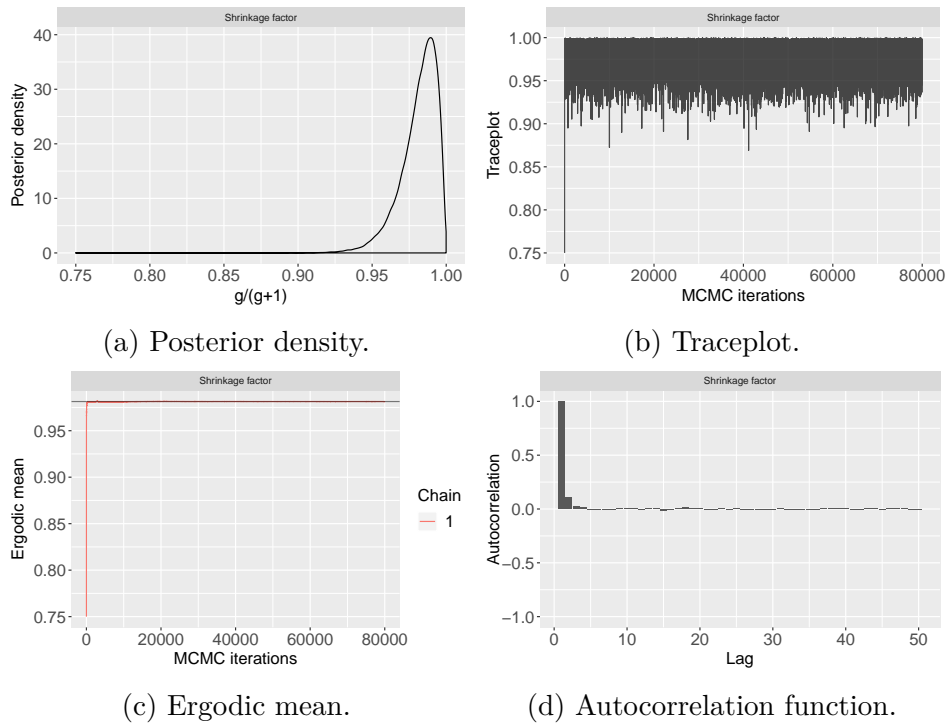 Shrinkage factor
Posterior density
40
30
20
10
0
0.75 0.80 0.85 0.90 0.95 1.00
g/(g+1)
(a) Posterior density.
Shrinkage factor
Traceplot
1.00
0.95
0.90
0.85
0.80
0.75
0 20000 40000 60000 80000
MCMC iterations
(b) Traceplot.
Shrinkage factor
Ergodic mean
0.95
0.90
0.85
0.80
0.75
0 20000 40000 60000 80000
MCMC iterations
Chain
1
(c) Ergodic mean.
Shrinkage factor
Autocorrelation
1.0
0.5
0.0
−0.5
−1.0
0 10 20 30 40 50
Lag
(d) Autocorrelation function.